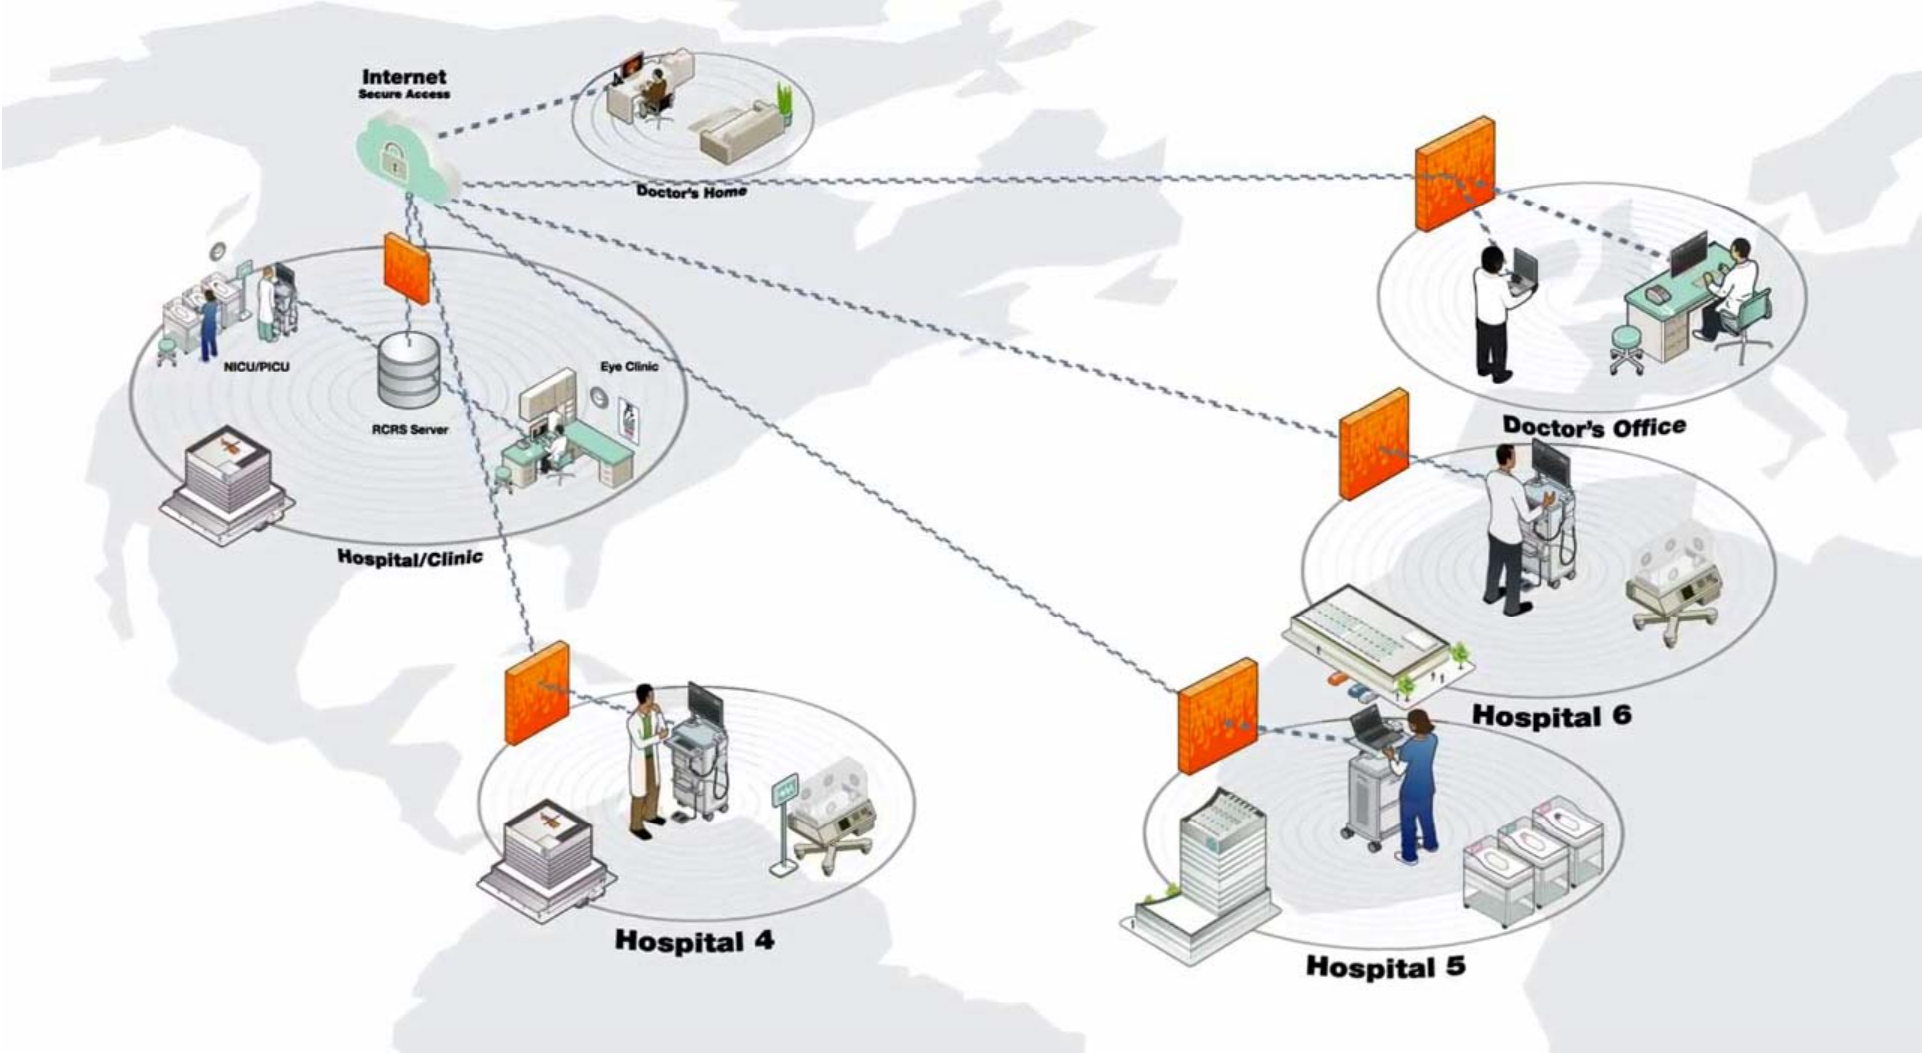 Internet
Secure Access
Doctor's Home
NICU/PICU
Eye Clinic
RCRS Server
Hospital/Clinic
Doctor's Office
Hospital 6
Hospital 4
Hospital 5